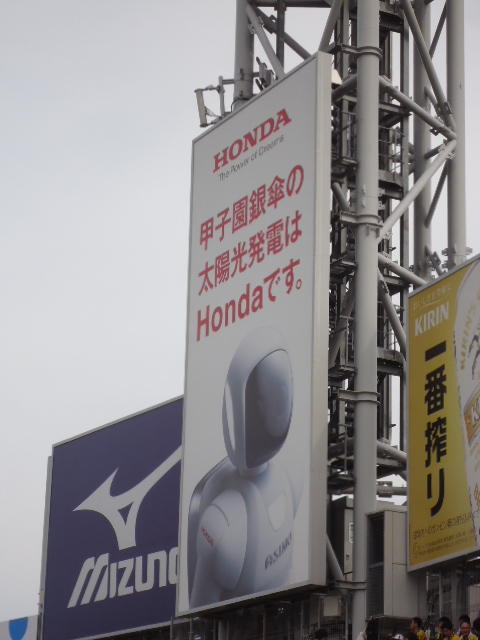 HONDA
The Power of Dreams
甲子園銀傘の
太陽光発電は
Hondaです。
HONDA
ASIMO
MIZUNO
KIRIN
一番搾り